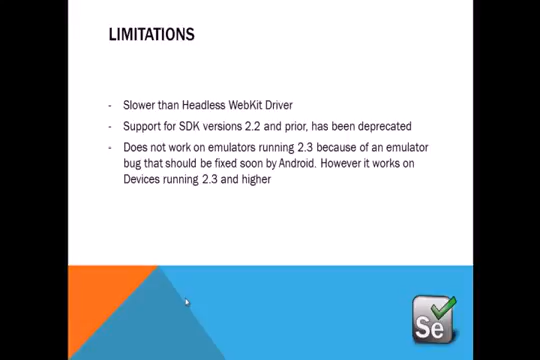 LIMITATIONS
- Slower than Headless WebKit Driver
- Support for SDK versions 2.2 and prior, has been deprecated
- Does not work on emulators running 2.3 because of an emulator
bug that should be fixed soon by Android. However it works on
Devices running 2.3 and higher
Se